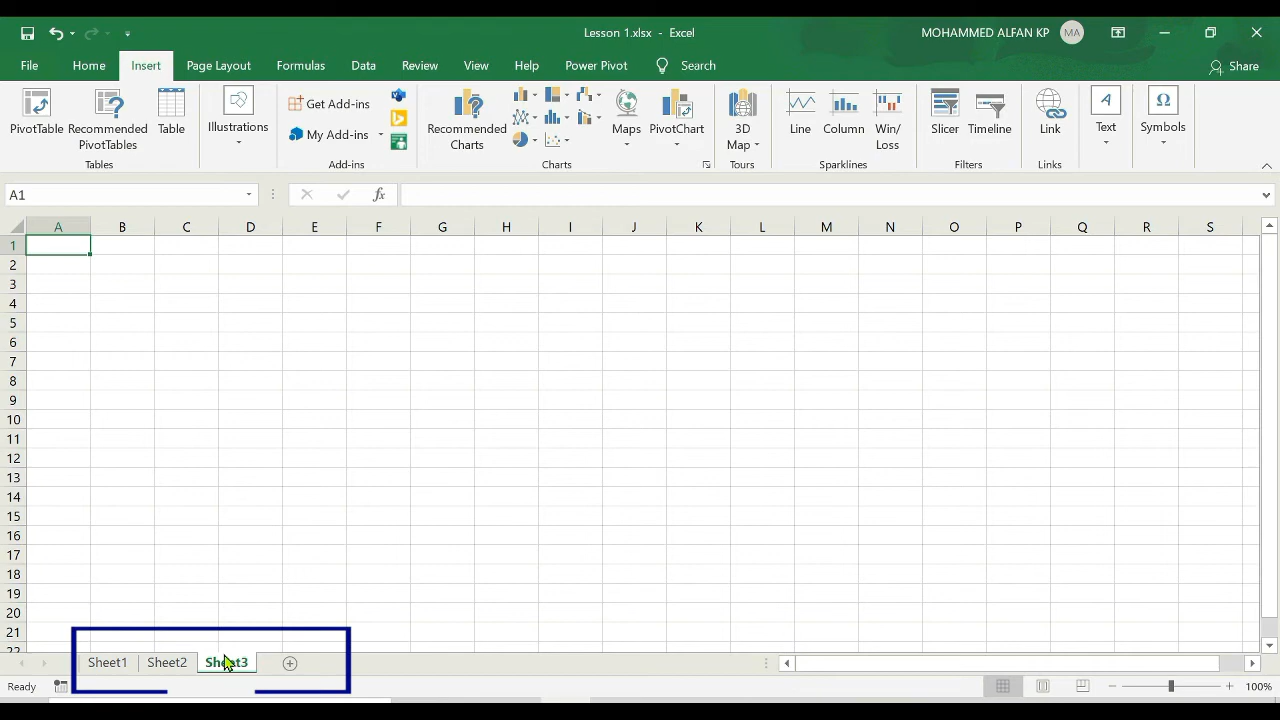 Lesson 1.xlsx - Excel
MOHAMMED ALFAN KP
MA
File Home Insert Page Layout Formulas Data Review View Help Power Pivot Search Share
PivotTable
Recommended
PivotTables
Table
Tables
Illustrations
Get Add-ins
My Add-ins
Add-ins
Recommended
Charts
Maps
PivotChart
Charts
3D
Map
Tours
Line
Column
Win/
Loss
Sparklines
Slicer
Timeline
Filters
Link
Links
Text
Symbols
A1
fx
A B C D E F G H I J K L M N O P Q R S
1
2
3
4
5
6
7
8
9
10
11
12
13
14
15
16
17
18
19
20
21
22
Sheet1 Sheet2 Sheet3
Ready
100%